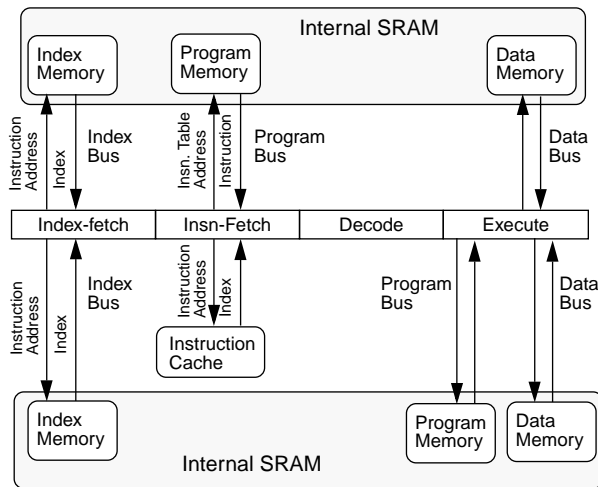 Internal SRAM
Index
Memory
Program
Memory
Data
Memory
Instruction
Address
Index
Index
Bus
Insn. Table
Address
Instruction
Program
Bus
Data
Bus
Index-fetch
Insn-Fetch
Decode
Execute
Instruction
Address
Index
Index
Bus
Instruction
Address
Index
Program
Bus
Data
Bus
Instruction
Cache
Index
Memory
Program
Memory
Data
Memory
Internal SRAM